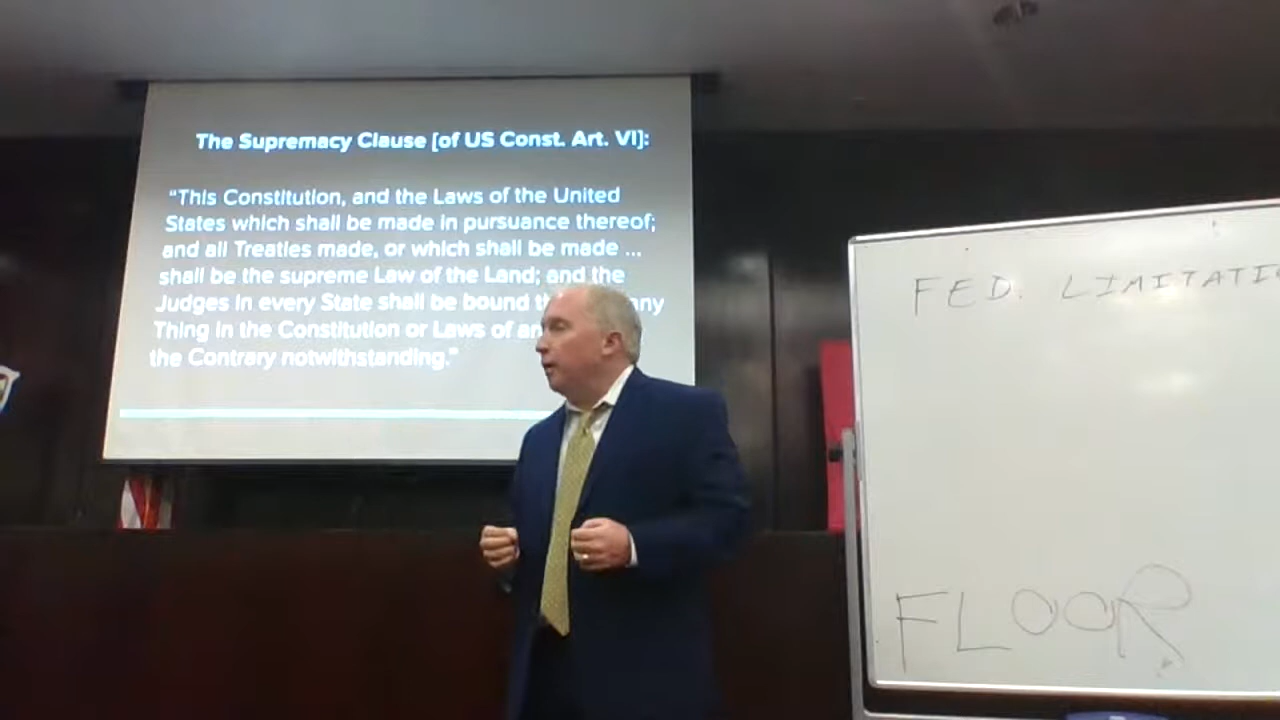 The Supremacy Clause [of US Const. Art. VI]:
“This Constitution, and the Laws of the United
States which shall be made in pursuance thereof;
and all Treaties made, or which shall be made ...
shall be the supreme Law of the Land; and the
Judges in every State shall be bound th any
Thing in the Constitution or Laws of an
the Contrary notwithstanding.”
FED. LIMITATI
FLOOR